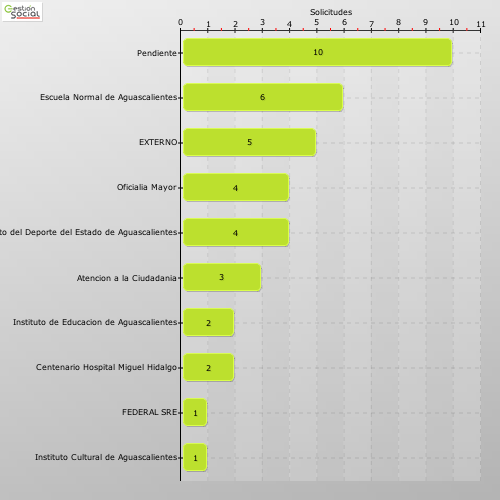 Gestión
Social
Solicitudes
0 1 2 3 4 5 6 7 8 9 10 11
Pendiente 10
Escuela Normal de Aguascalientes 6
EXTERNO 5
Oficialia Mayor 4
to del Deporte del Estado de Aguascalientes 4
Atencion a la Ciudadania 3
Instituto de Educacion de Aguascalientes 2
Centenario Hospital Miguel Hidalgo 2
FEDERAL SRE 1
Instituto Cultural de Aguascalientes 1